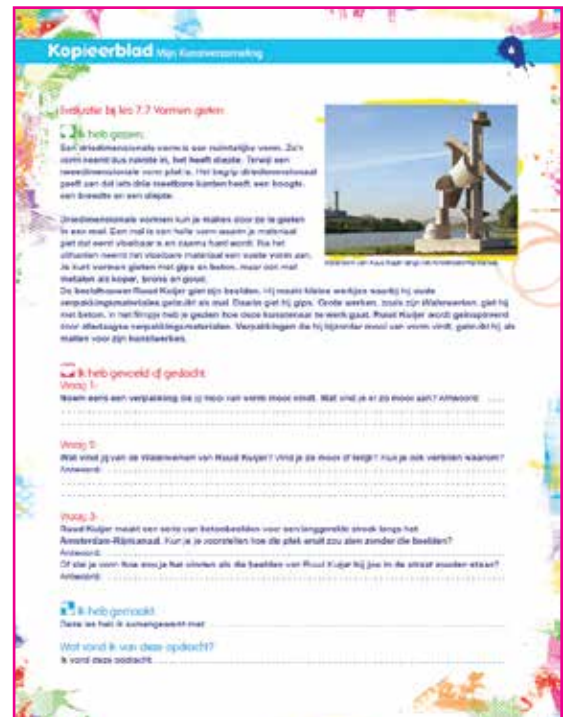 Kopieerblad Mijn Kunstverzameling
Evaluatie bij les 7.7 Vormen gieten
Ik heb gezien:
Een driedimensionale vorm is een ruimtelijke vorm. Zo'n
vorm neemt dus ruimte in, het heeft diepte. Terwijl een
tweedimensionale vorm plat is. Het begrip driedimensionaal
geeft aan dat iets drie meetbare kanten heeft: een hoogte,
een breedte en een diepte.
Driedimensionale vormen kun je maken door ze te gieten
in een mal. Een mal is een holle vorm waarin je materiaal
giet dat eerst vloeibaar is en daarna hard wordt. Na het
uitharden neemt het vloeibare materiaal een vaste vorm aan.
Je kunt vormen gieten met gips en beton, maar ook met
metalen als koper, brons en goud.
De beeldhouwer Ruud Kuijer giet zijn beelden. Hij maakt kleine werkjes waarbij hij oude
verpakkingsmaterialen gebruikt als mal. Daarin giet hij gips. Grote werken, zoals zijn Waterwerken, giet hij
met beton. In het filmpje heb je gezien hoe deze kunstenaar te werk gaat. Ruud Kuijer wordt geïnspireerd
door alledaagse verpakkingsmaterialen. Verpakkingen die hij bijzonder mooi van vorm vindt, gebruikt hij als
mallen voor zijn kunstwerken.
Ik heb gevoeld of gedacht
Vraag 1:
Noem eens een verpakking die jij mooi van vorm vindt. Wat vind je er zo mooi aan? Antwoord:
Vraag 2:
Wat vind jij van de Waterwerken van Ruud Kuijer? Vind je ze mooi of lelijk? Kun je ook vertellen waarom?
Antwoord:
Vraag 3:
Ruud Kuijer maakt een serie van betonbeelden voor een langgerekte strook langs het
Amsterdam-Rijnkanaal. Kun je je voorstellen hoe die plek eruit zou zien zonder die beelden?
Antwoord:
Of stel je voor: Hoe zou je het vinden als die beelden van Ruud Kuijer bij jou in de straat zouden staan?
Antwoord:
Ik heb gemaakt
Deze les heb ik samengewerkt met
Wat vond ik van deze opdracht?
Ik vond deze opdracht